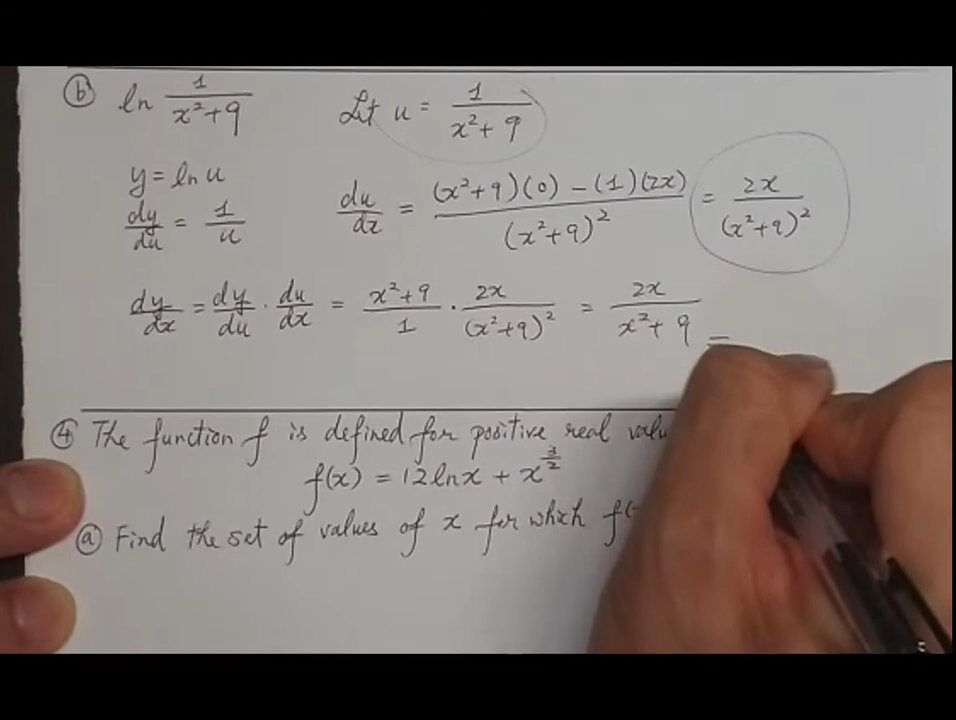 ⓑ ln 1/(x²+9) Let u = 1/(x²+9)
y = ln u
dy/du = 1/u du/dx = ((x²+9)(0) - (1)(2x))/(x²+9)² = 2x/(x²+9)²
dy/dx = dy/du · du/dx = (x²+9)/1 · 2x/(x²+9)² = 2x/(x²+9) =
④ The function f is defined for positive real
f(x) = 12 ln x + x^(3/2)
ⓐ Find the set of values of x for which